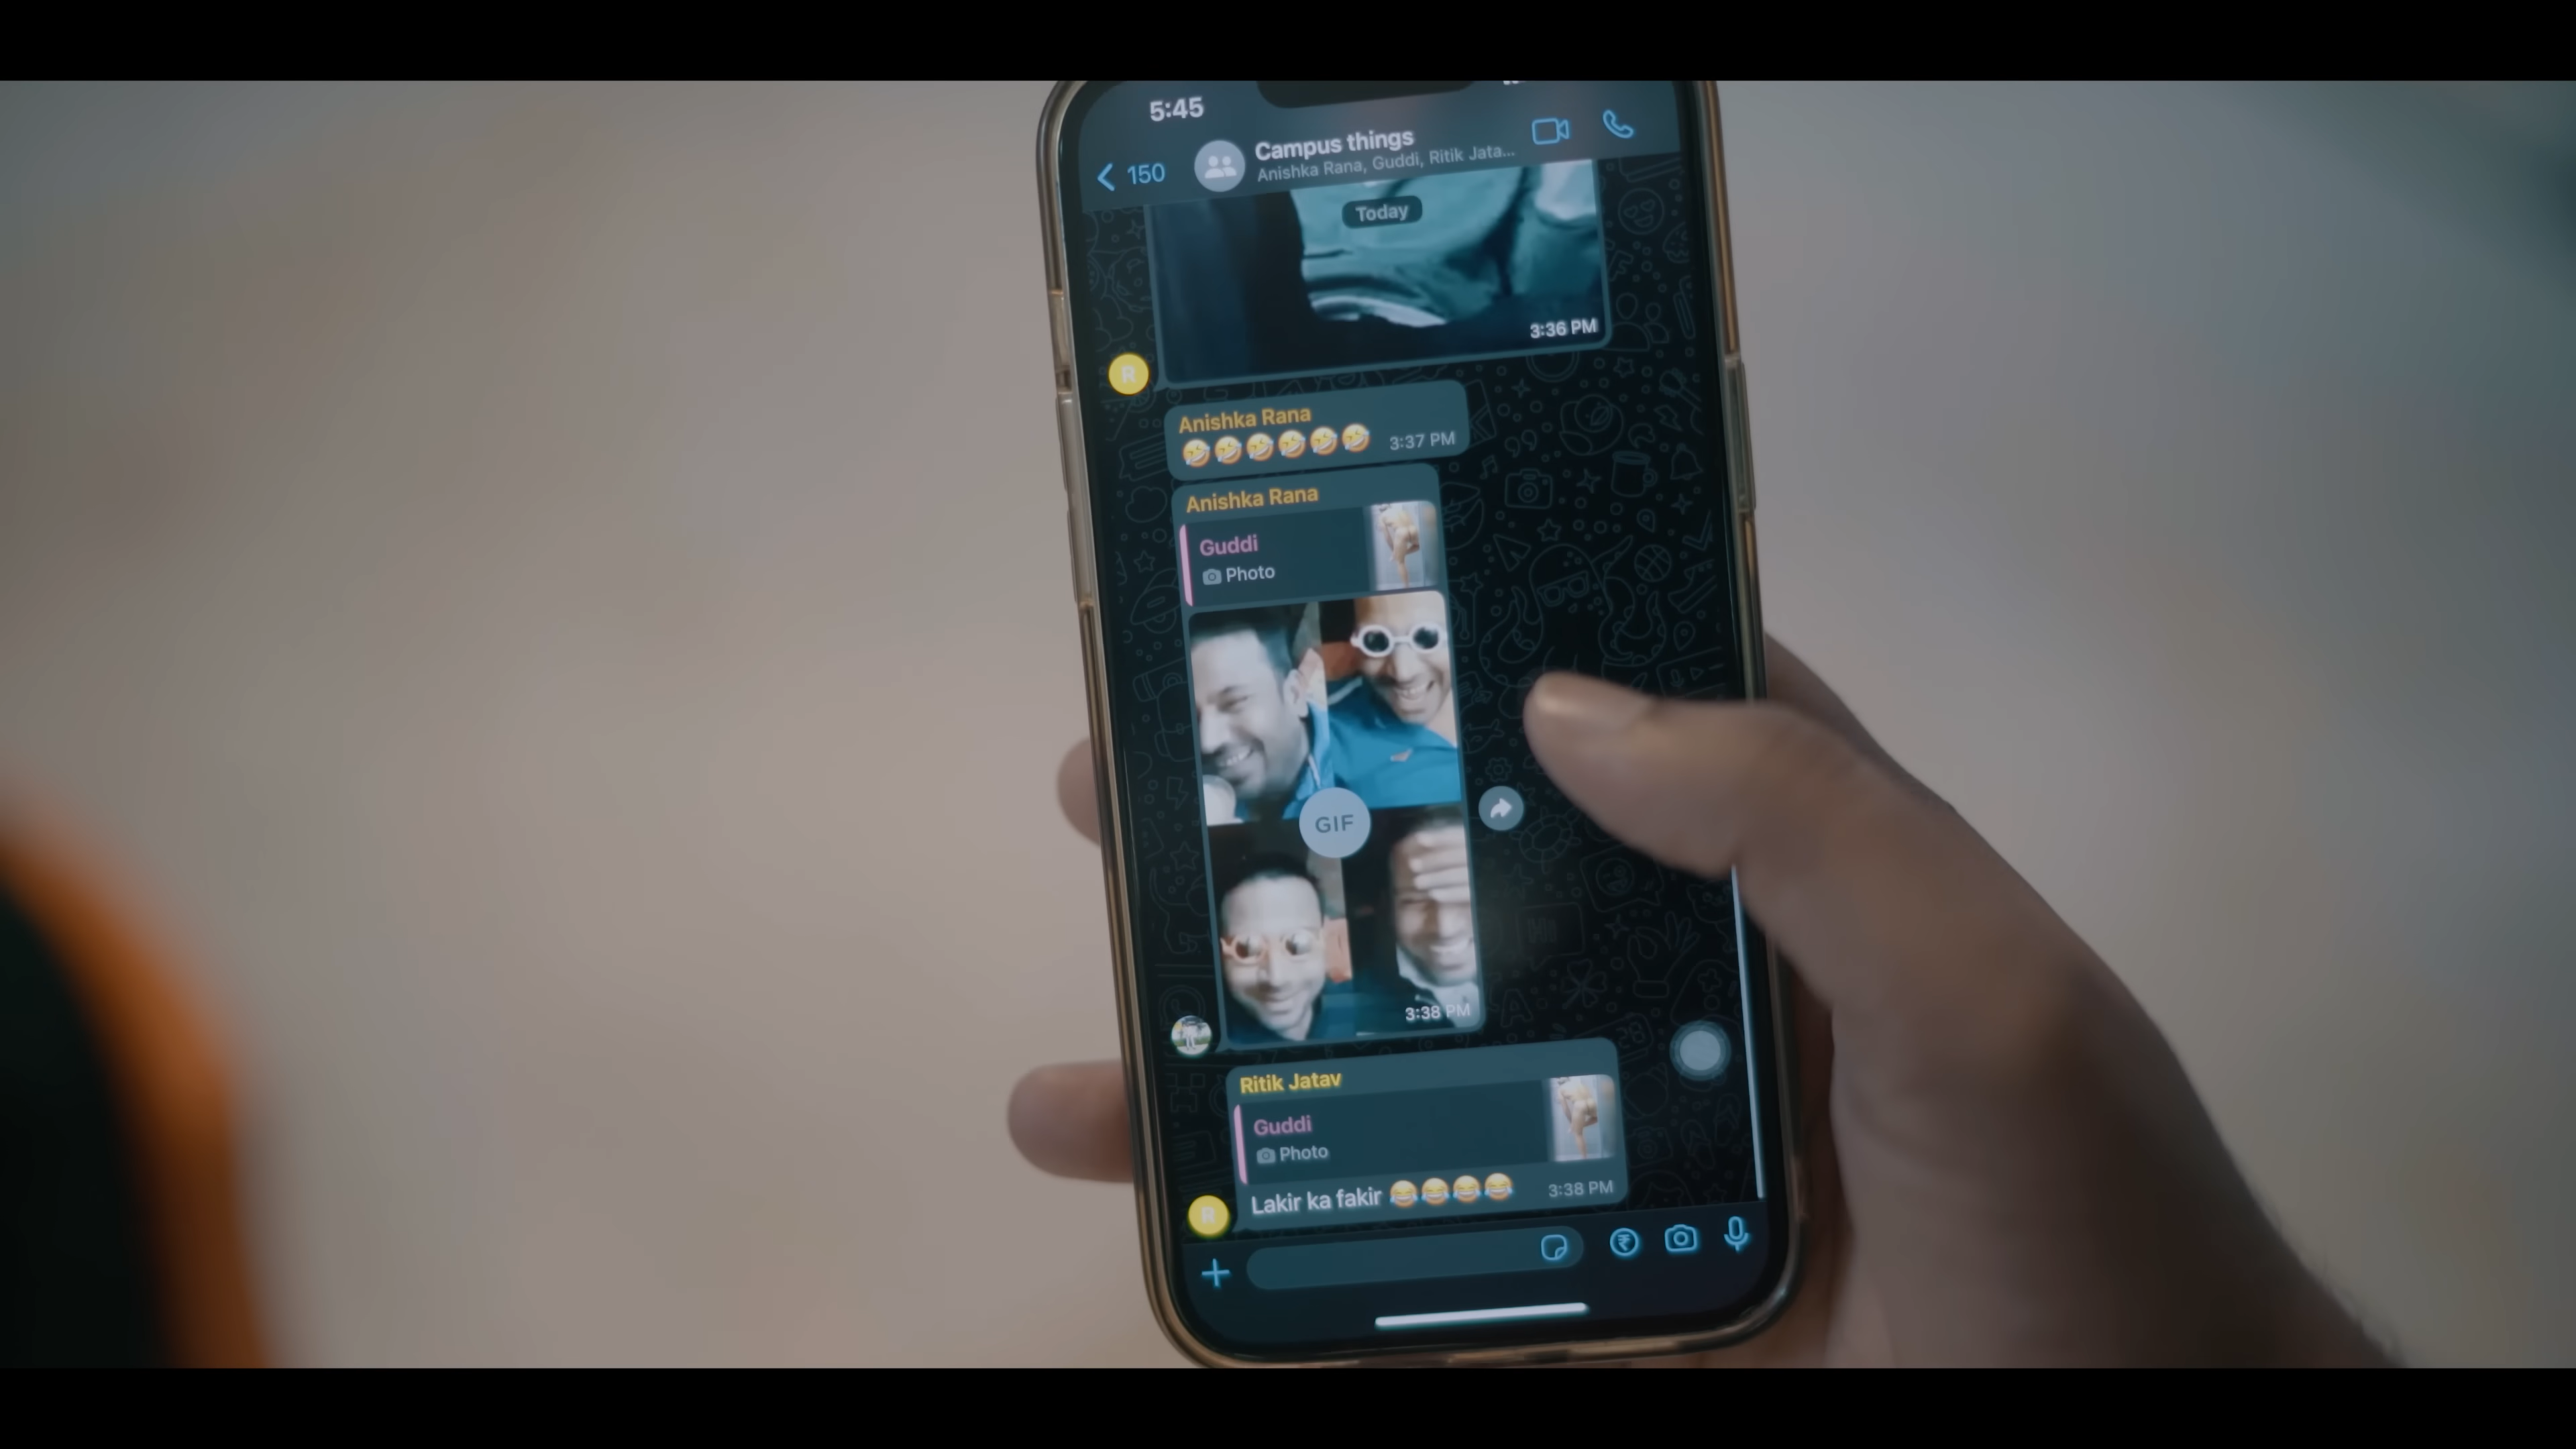 5:45
150
Campus things
Anishka Rana, Guddi, Ritik Jata...
Today
3:36 PM
R
Anishka Rana
🤣🤣🤣🤣🤣🤣 3:37 PM
Anishka Rana
Guddi
Photo
GIF
3:38 PM
Ritik Jatav
Guddi
Photo
Lakir ka fakir 😂😂😂😂 3:38 PM
R